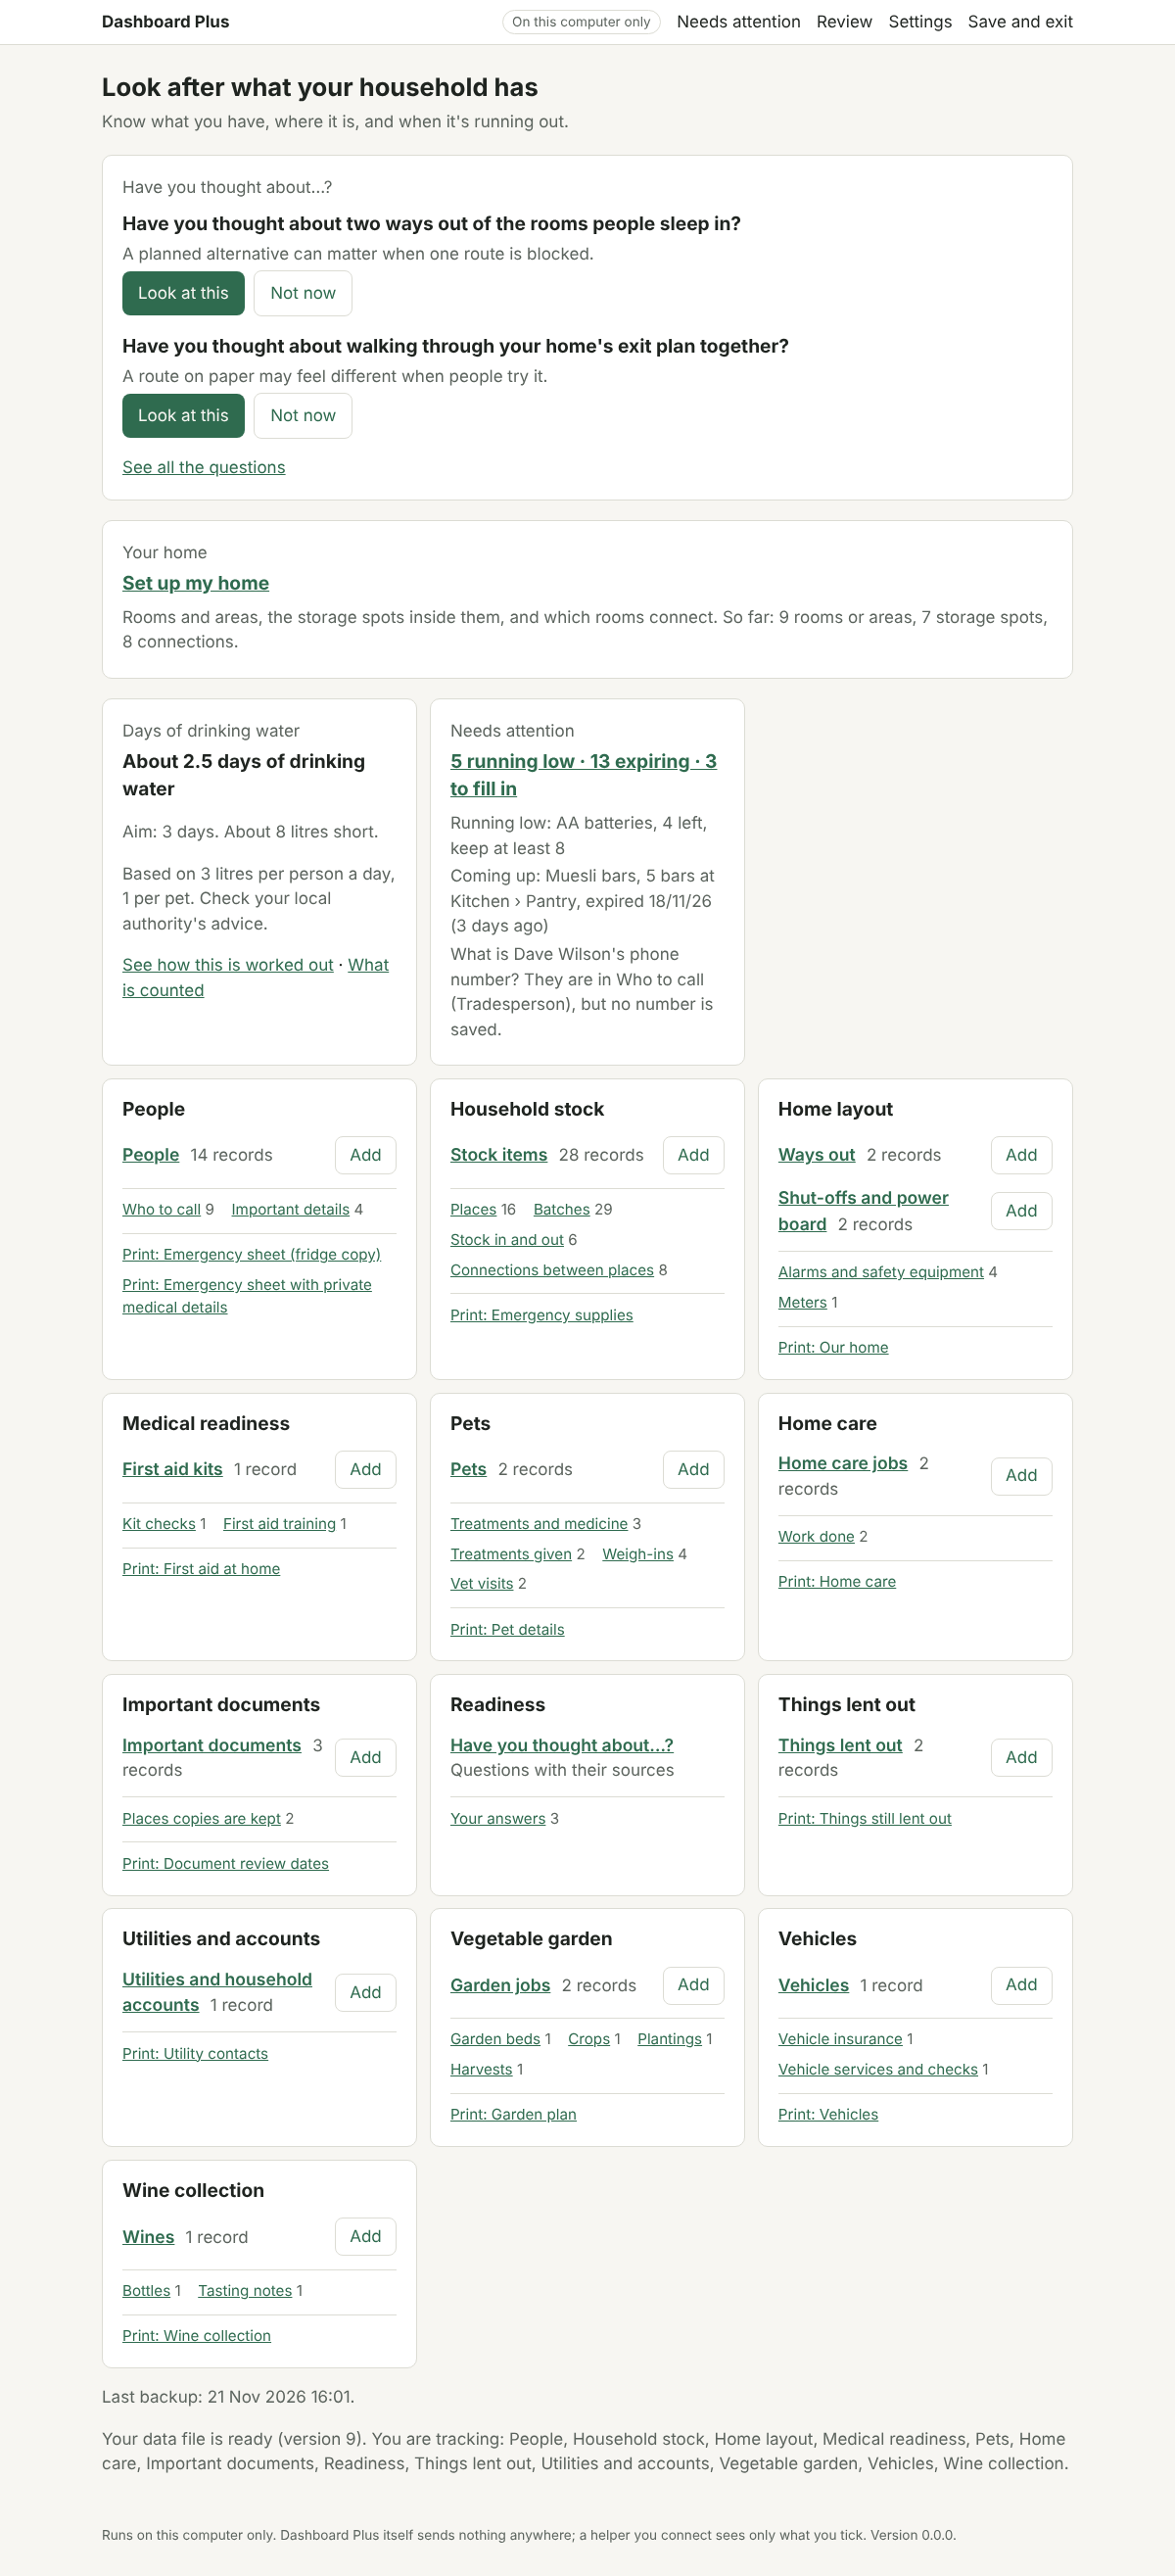 Dashboard Plus
On this computer only
Needs attention
Review
Settings
Save and exit
Look after what your household has
Know what you have, where it is, and when it's running out.
Have you thought about...?
Have you thought about two ways out of the rooms people sleep in?
A planned alternative can matter when one route is blocked.
Look at this
Not now
Have you thought about walking through your home's exit plan together?
A route on paper may feel different when people try it.
Look at this
Not now
See all the questions
Your home
Set up my home
Rooms and areas, the storage spots inside them, and which rooms connect. So far: 9 rooms or areas, 7 storage spots,
8 connections.
Days of drinking water
About 2.5 days of drinking
water
Aim: 3 days. About 8 litres short.
Based on 3 litres per person a day,
1 per pet. Check your local
authority's advice.
See how this is worked out · What
is counted
Needs attention
5 running low · 13 expiring · 3
to fill in
Running low: AA batteries, 4 left,
keep at least 8
Coming up: Muesli bars, 5 bars at
Kitchen › Pantry, expired 18/11/26
(3 days ago)
What is Dave Wilson's phone
number? They are in Who to call
(Tradesperson), but no number is
saved.
People
People 14 records
Add
Who to call 9 Important details 4
Print: Emergency sheet (fridge copy)
Print: Emergency sheet with private
medical details
Household stock
Stock items 28 records
Add
Places 16 Batches 29
Stock in and out 6
Connections between places 8
Print: Emergency supplies
Home layout
Ways out 2 records
Add
Shut-offs and power
board 2 records
Add
Alarms and safety equipment 4
Meters 1
Print: Our home
Medical readiness
First aid kits 1 record
Add
Kit checks 1 First aid training 1
Print: First aid at home
Pets
Pets 2 records
Add
Treatments and medicine 3
Treatments given 2 Weigh-ins 4
Vet visits 2
Print: Pet details
Home care
Home care jobs 2
records
Add
Work done 2
Print: Home care
Important documents
Important documents 3
records
Add
Places copies are kept 2
Print: Document review dates
Readiness
Have you thought about...?
Questions with their sources
Your answers 3
Things lent out
Things lent out 2
records
Add
Print: Things still lent out
Utilities and accounts
Utilities and household
accounts 1 record
Add
Print: Utility contacts
Vegetable garden
Garden jobs 2 records
Add
Garden beds 1 Crops 1 Plantings 1
Harvests 1
Print: Garden plan
Vehicles
Vehicles 1 record
Add
Vehicle insurance 1
Vehicle services and checks 1
Print: Vehicles
Wine collection
Wines 1 record
Add
Bottles 1 Tasting notes 1
Print: Wine collection
Last backup: 21 Nov 2026 16:01.
Your data file is ready (version 9). You are tracking: People, Household stock, Home layout, Medical readiness, Pets, Home
care, Important documents, Readiness, Things lent out, Utilities and accounts, Vegetable garden, Vehicles, Wine collection.
Runs on this computer only. Dashboard Plus itself sends nothing anywhere; a helper you connect sees only what you tick. Version 0.0.0.